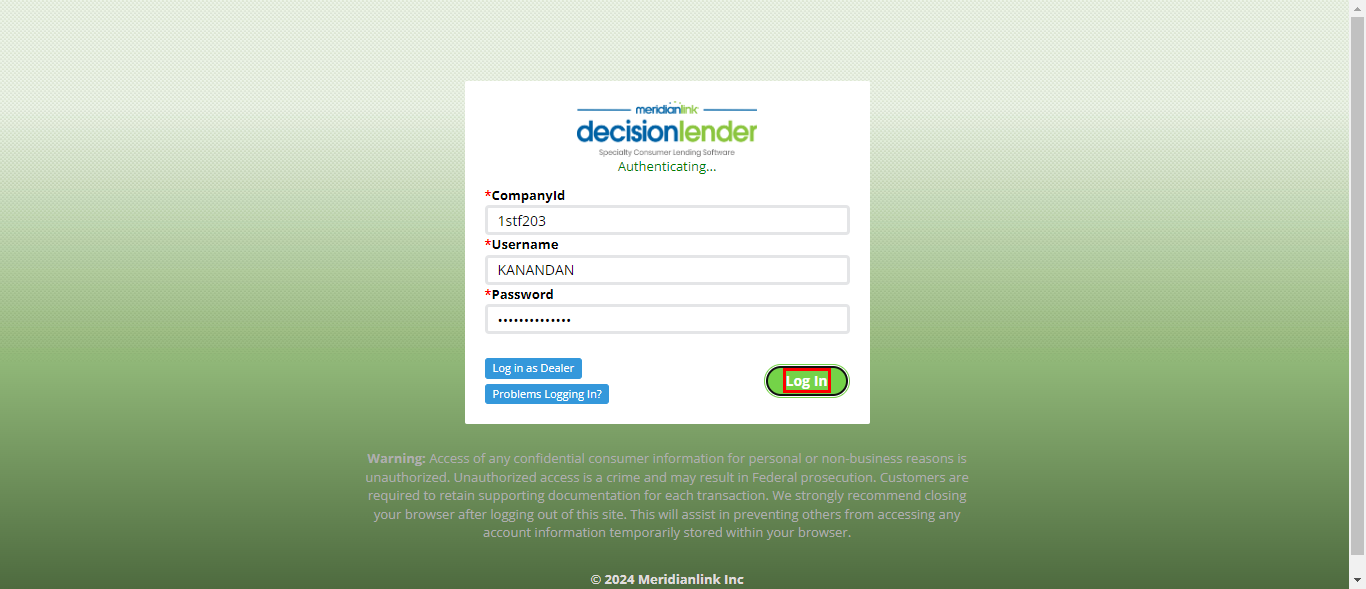 meridianlink
decisionlender
Specialty Consumer Lending Software
Authenticating...
*CompanyId
1stf203
*Username
KANANDAN
*Password
••••••••••••••
Log in as Dealer
Problems Logging In?
Log In
Warning: Access of any confidential consumer information for personal or non-business reasons is
unauthorized. Unauthorized access is a crime and may result in Federal prosecution. Customers are
required to retain supporting documentation for each transaction. We strongly recommend closing
your browser after logging out of this site. This will assist in preventing others from accessing any
account information temporarily stored within your browser.
© 2024 Meridianlink Inc